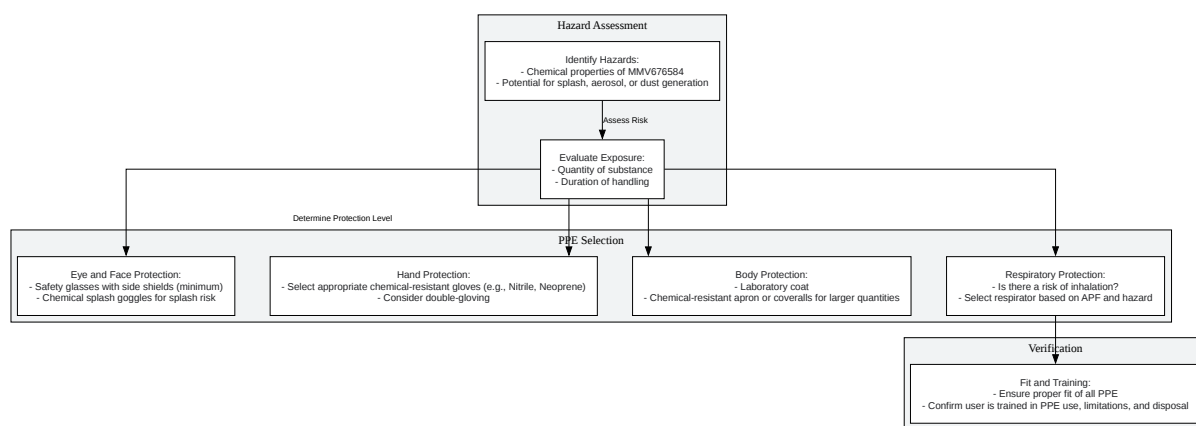 Hazard Assessment
Identify Hazards:
- Chemical properties of MMV676584
- Potential for splash, aerosol, or dust generation
Assess Risk
Evaluate Exposure:
- Quantity of substance
- Duration of handling
Determine Protection Level
PPE Selection
Eye and Face Protection:
- Safety glasses with side shields (minimum)
- Chemical splash goggles for splash risk
Hand Protection:
- Select appropriate chemical-resistant gloves (e.g., Nitrile, Neoprene)
- Consider double-gloving
Body Protection:
- Laboratory coat
- Chemical-resistant apron or coveralls for larger quantities
Respiratory Protection:
- Is there a risk of inhalation?
- Select respirator based on APF and hazard
Verification
Fit and Training:
- Ensure proper fit of all PPE
- Confirm user is trained in PPE use, limitations, and disposal